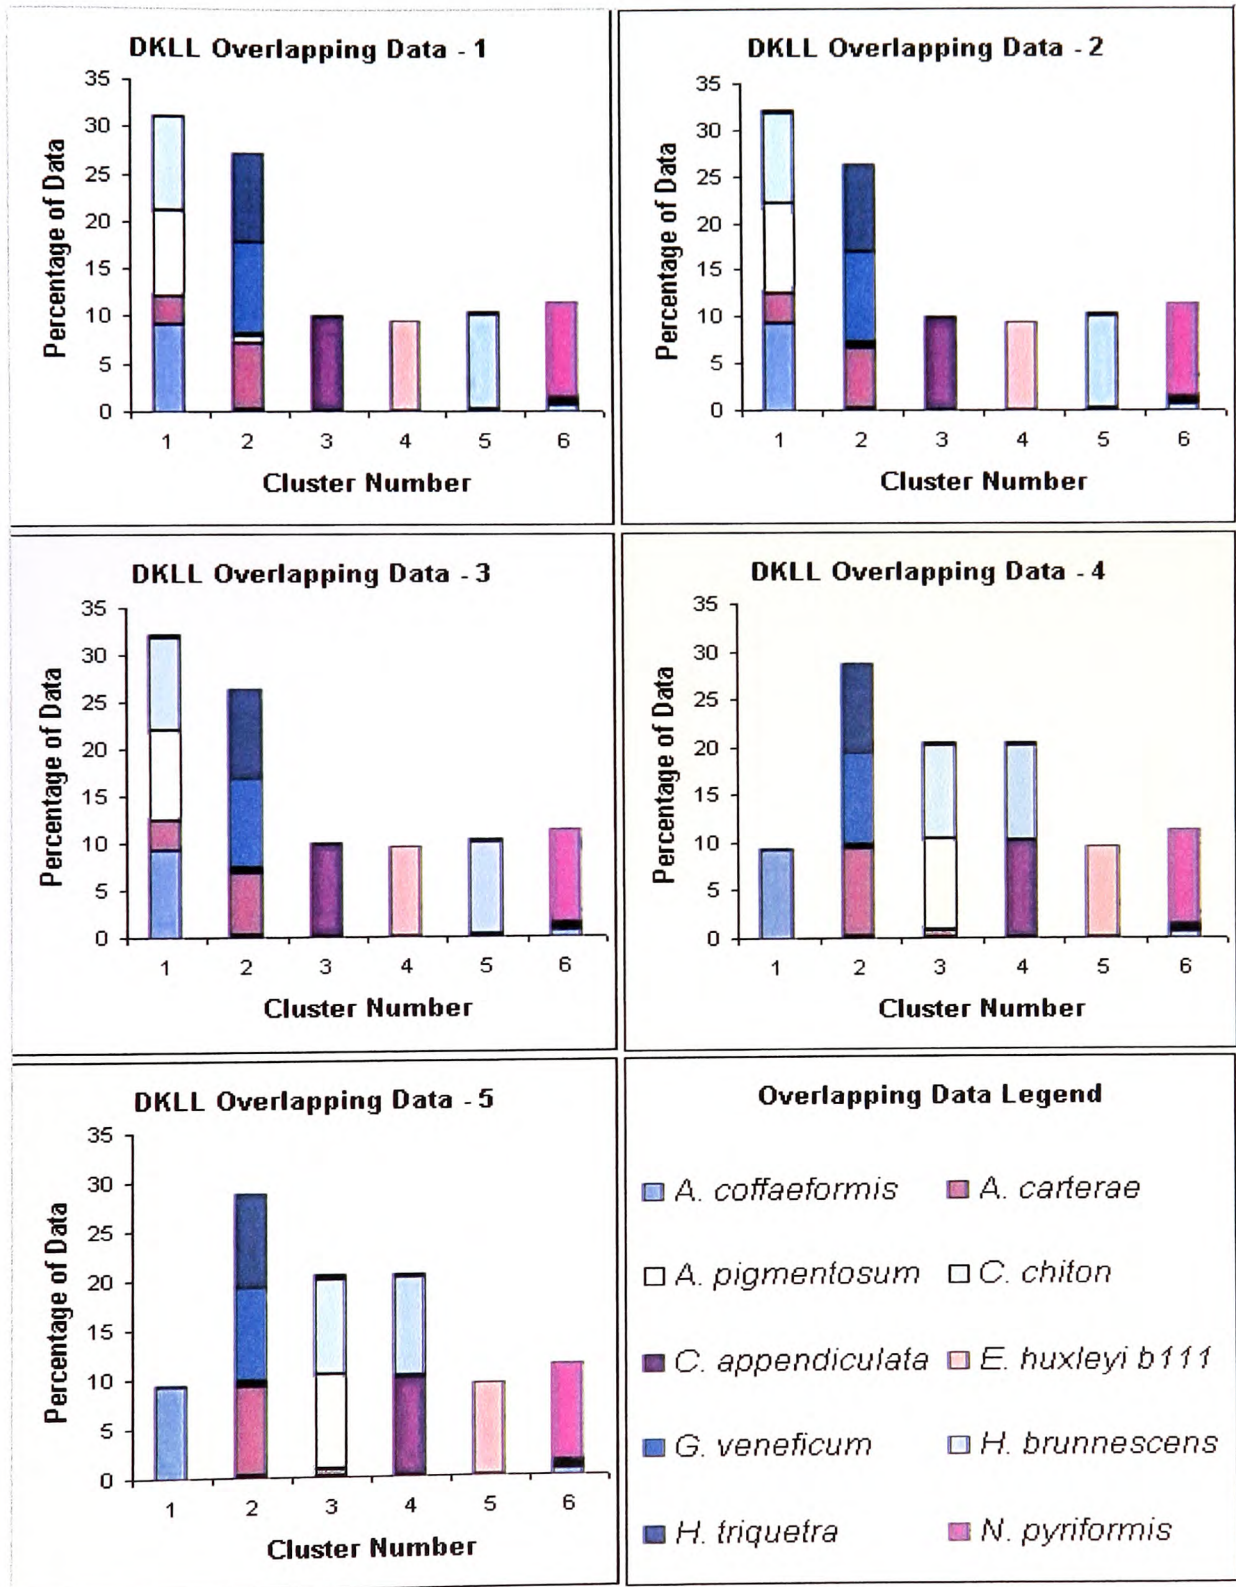 DKLL Overlapping Data - 1
Percentage of Data
35
30
25
20
15
10
5
0
1 2 3 4 5 6
Cluster Number
DKLL Overlapping Data - 2
Percentage of Data
35
30
25
20
15
10
5
0
1 2 3 4 5 6
Cluster Number
DKLL Overlapping Data - 3
Percentage of Data
35
30
25
20
15
10
5
0
1 2 3 4 5 6
Cluster Number
DKLL Overlapping Data - 4
Percentage of Data
35
30
25
20
15
10
5
0
1 2 3 4 5 6
Cluster Number
DKLL Overlapping Data - 5
Percentage of Data
35
30
25
20
15
10
5
0
1 2 3 4 5 6
Cluster Number
Overlapping Data Legend
A. coffaeformis A. carterae
A. pigmentosum C. chiton
C. appendiculata E. huxleyi b111
G. veneficum H. brunnescens
H. triquetra N. pyriformis